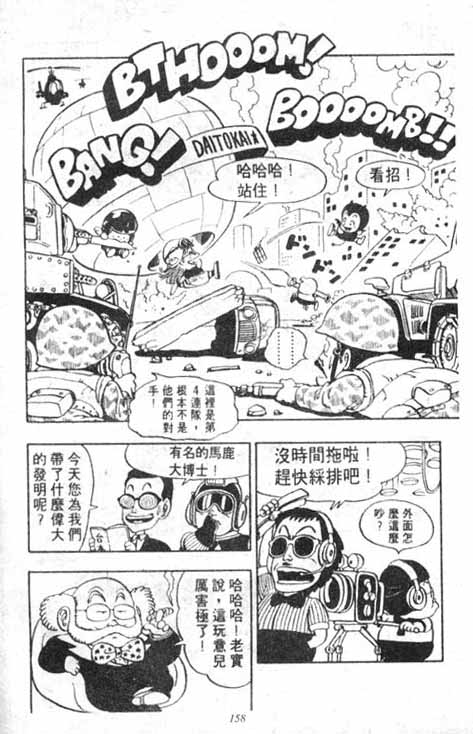 BTHOOOM!
BOOOOMB!!
BANG!
DAITOKAI
哈哈哈！
站住！
看招！
ドンドン
這裡是第
4連隊，
根本不是
他們的對
手！
沒時間拖啦！
趕快綵排吧！
外面怎
麼這麼
吵？
有名的馬鹿
大博士！
今天您為我們
帶了什麼偉大
的發明呢？
哈哈哈！老實
說，這玩意兒
厲害極了！
158